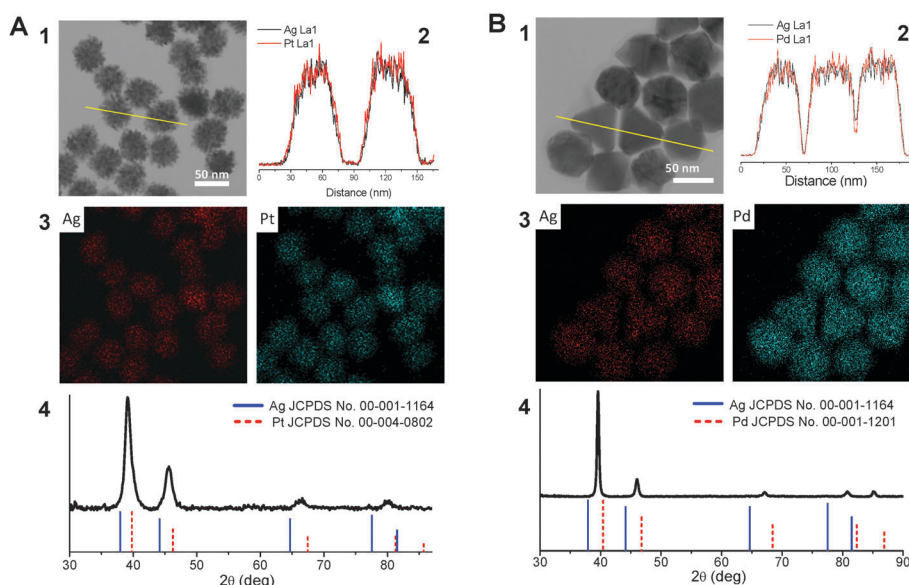 A
1
50 nm
Ag La1
Pt La1
2
0 30 60 90 120 150
Distance (nm)
3
Ag
Pt
4
Ag JCPDS No. 00-001-1164
Pt JCPDS No. 00-004-0802
30 40 50 60 70 80
2θ (deg)
B
1
50 nm
Ag La1
Pd La1
2
0 50 100 150
Distance (nm)
3
Ag
Pd
4
Ag JCPDS No. 00-001-1164
Pd JCPDS No. 00-001-1201
30 40 50 60 70 80 90
2θ (deg)